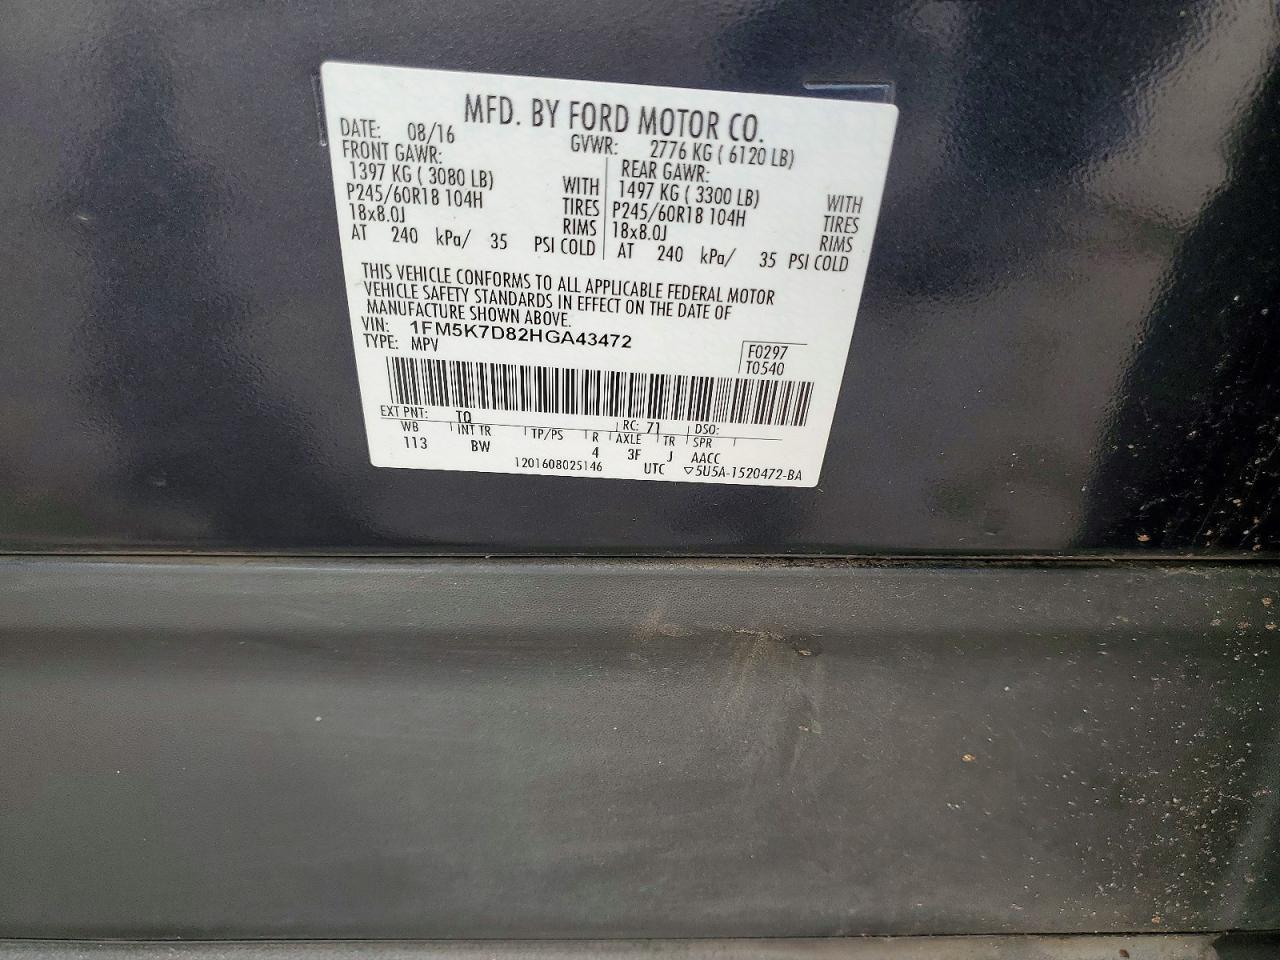 MFD. BY FORD MOTOR CO.
DATE: 08/16 GVWR: 2776 KG ( 6120 LB)
FRONT GAWR: REAR GAWR:
1397 KG ( 3080 LB) WITH 1497 KG ( 3300 LB) WITH
P245/60R18 104H TIRES P245/60R18 104H TIRES
18x8.0J RIMS 18x8.0J RIMS
AT 240 kPa/ 35 PSI COLD AT 240 kPa/ 35 PSI COLD
THIS VEHICLE CONFORMS TO ALL APPLICABLE FEDERAL MOTOR
VEHICLE SAFETY STANDARDS IN EFFECT ON THE DATE OF
MANUFACTURE SHOWN ABOVE.
VIN: 1FM5K7D82HGA43472
TYPE: MPV
F0297
T0540
EXT PNT: TQ RC: 71 DSO:
WB INT TR TP/PS R AXLE TR SPR
113 BW 4 3F J AACC
1201608025146 UTC ▽5U5A-1520472-BA